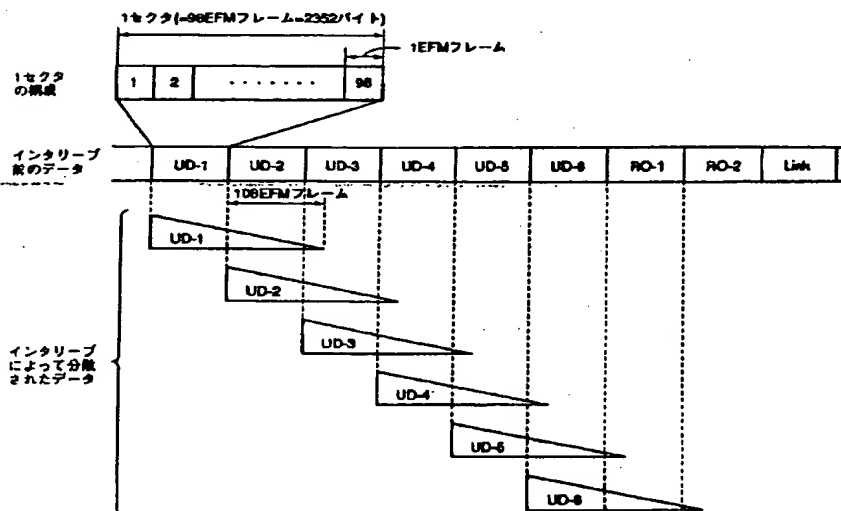 1セクタ(=98EFMフレーム=2352バイト)
1EFMフレーム
1セクタ
の構成
1 2 ・・・・・・・ 98
インタリーブ
前のデータ
UD-1 UD-2 UD-3 UD-4 UD-5 UD-6 RO-1 RO-2 Link
108EFMフレーム
UD-1
UD-2
UD-3
インタリーブ
によって分散
されたデータ
UD-4
UD-5
UD-6